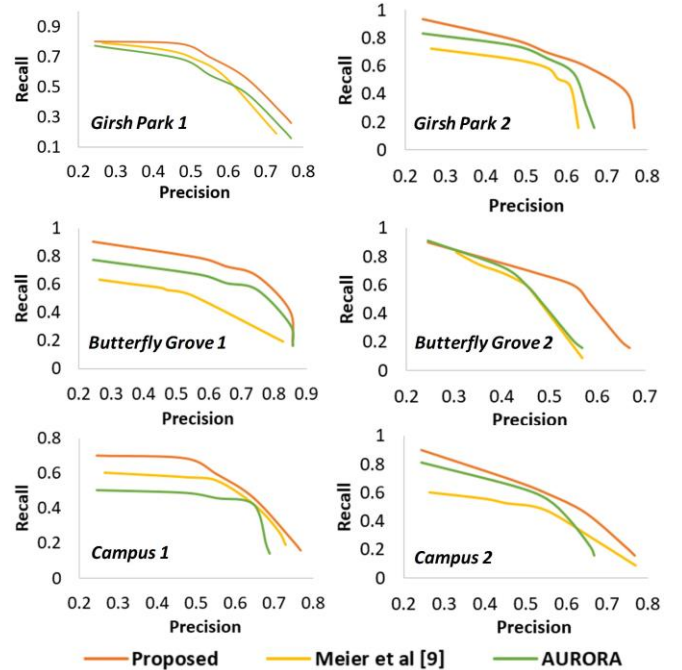 0.9
0.7
0.5
0.3
0.1
Recall
Girsh Park 1
0.2 0.3 0.4 0.5 0.6 0.7 0.8
Precision
1
0.8
0.6
0.4
0.2
0
Recall
Girsh Park 2
0.2 0.3 0.4 0.5 0.6 0.7 0.8
Precision
1
0.8
0.6
0.4
0.2
0
Recall
Butterfly Grove 1
0.2 0.3 0.4 0.5 0.6 0.7 0.8 0.9
Precision
1
0.8
0.6
0.4
0.2
0
Recall
Butterfly Grove 2
0.2 0.3 0.4 0.5 0.6 0.7
Precision
0.8
0.6
0.4
0.2
0
Recall
Campus 1
0.2 0.3 0.4 0.5 0.6 0.7 0.8
Precision
1
0.8
0.6
0.4
0.2
0
Recall
Campus 2
0.2 0.3 0.4 0.5 0.6 0.7 0.8
Precision
Proposed Meier et al [9] AURORA